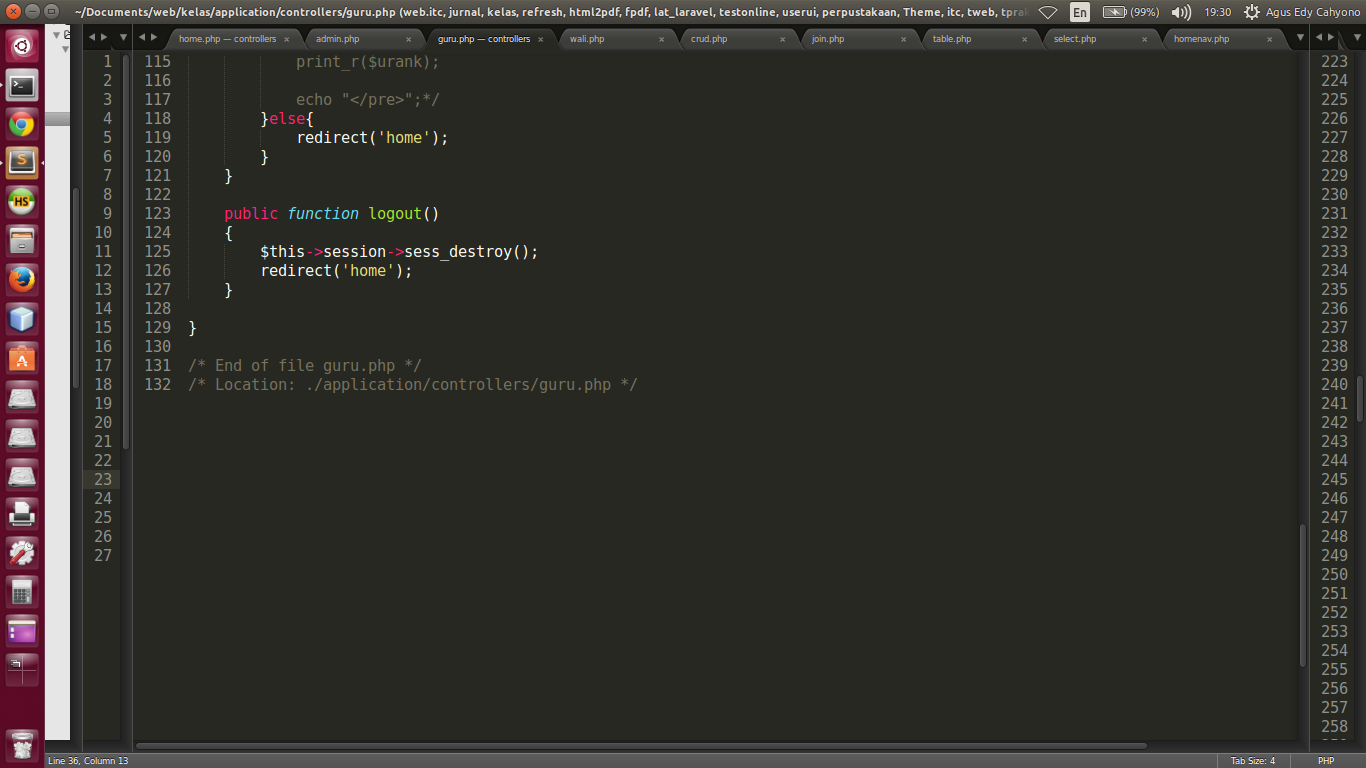 ~/Documents/web/kelas/application/controllers/guru.php (web.itc, jurnal, kelas, refresh, html2pdf, fpdf, lat_laravel, testonline, userui, perpustakaan, Theme, itc, tweb, tprak
En
(99%)
19:30
Agus Edy Cahyono
home.php — controllers
admin.php
guru.php — controllers
wali.php
crud.php
join.php
table.php
select.php
homenav.php
1 115 print_r($urank); 223
2 116 224
3 117 echo "</pre>";*/ 225
4 118 }else{ 226
5 119 redirect('home'); 227
6 120 } 228
7 121 } 229
8 122 230
9 123 public function logout() 231
10 124 { 232
11 125 $this->session->sess_destroy(); 233
12 126 redirect('home'); 234
13 127 } 235
14 128 236
15 129 } 237
16 130 238
17 131 /* End of file guru.php */ 239
18 132 /* Location: ./application/controllers/guru.php */ 240
19 241
20 242
21 243
22 244
23 245
24 246
25 247
26 248
27 249
250
251
252
253
254
255
256
257
258
Line 36, Column 13
Tab Size: 4
PHP